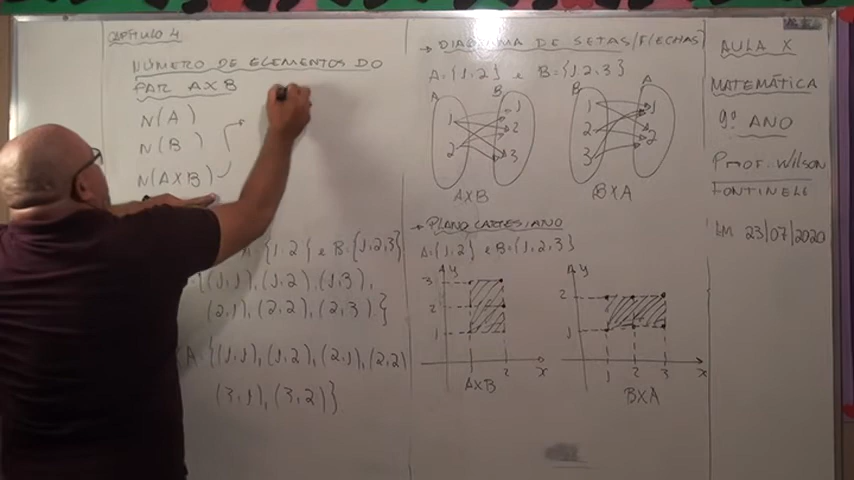 CAPÍTULO 4
NÚMERO DE ELEMENTOS DO
PAR AXB
N(A)
N(B)
N(AXB)
A={1,2} e B={1,2,3}
={(1,1),(1,2),(1,3),
(2,1),(2,2),(2,3)}
A={(1,1),(1,2),(2,1),(2,2)
(3,1),(3,2)}
→ DIAGRAMA DE SETAS/FLECHAS
A={1,2} e B={1,2,3}
A B
1 1
2 2
3
AXB
B A
1 1
2 2
3
BXA
→ PLANO CARTESIANO
A={1,2} e B={1,2,3}
y
3
2
1
2 x
AXB
y
2
1
1 2 3 x
BXA
AULA X
MATEMÁTICA
9º ANO
PROF. WILSON
FONTINELE
EM 23/07/2020